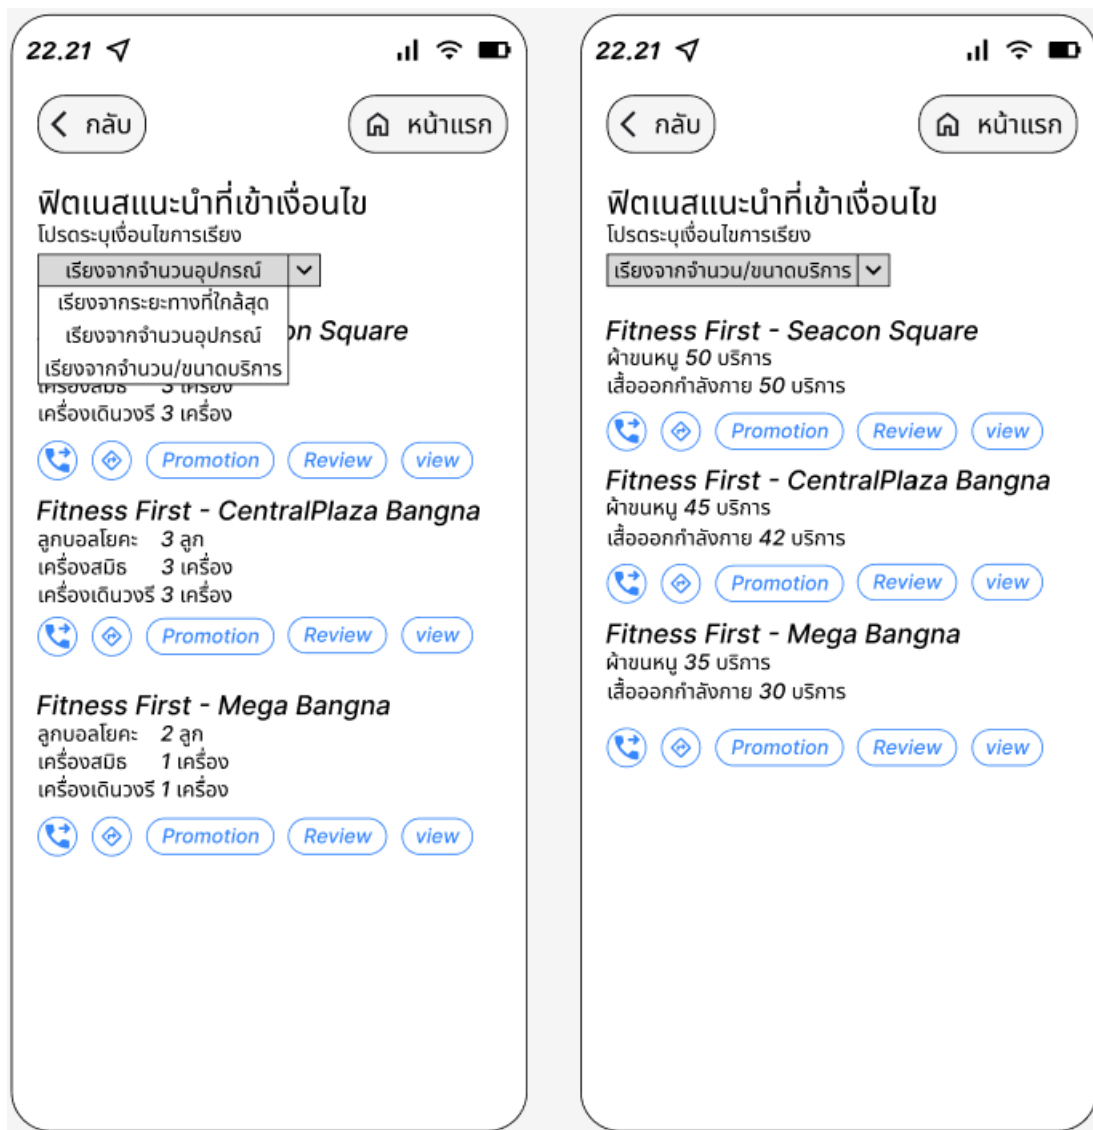 22.21
กลับ
หน้าแรก
ฟิตเนสแนะนำที่เข้าเงื่อนไข
โปรดระบุเงื่อนไขการเรียง
เรียงจากจำนวนอุปกรณ์
เรียงจากระยะทางที่ใกล้สุด
เรียงจากจำนวนอุปกรณ์
เรียงจากจำนวน/ขนาดบริการ
on Square
เครื่องสมิธ 3 เครื่อง
เครื่องเดินวงรี 3 เครื่อง
Promotion Review view
Fitness First - CentralPlaza Bangna
ลูกบอลโยคะ 3 ลูก
เครื่องสมิธ 3 เครื่อง
เครื่องเดินวงรี 3 เครื่อง
Promotion Review view
Fitness First - Mega Bangna
ลูกบอลโยคะ 2 ลูก
เครื่องสมิธ 1 เครื่อง
เครื่องเดินวงรี 1 เครื่อง
Promotion Review view
22.21
กลับ
หน้าแรก
ฟิตเนสแนะนำที่เข้าเงื่อนไข
โปรดระบุเงื่อนไขการเรียง
เรียงจากจำนวน/ขนาดบริการ
Fitness First - Seacon Square
ผ้าขนหนู 50 บริการ
เสื้อออกกำลังกาย 50 บริการ
Promotion Review view
Fitness First - CentralPlaza Bangna
ผ้าขนหนู 45 บริการ
เสื้อออกกำลังกาย 42 บริการ
Promotion Review view
Fitness First - Mega Bangna
ผ้าขนหนู 35 บริการ
เสื้อออกกำลังกาย 30 บริการ
Promotion Review view